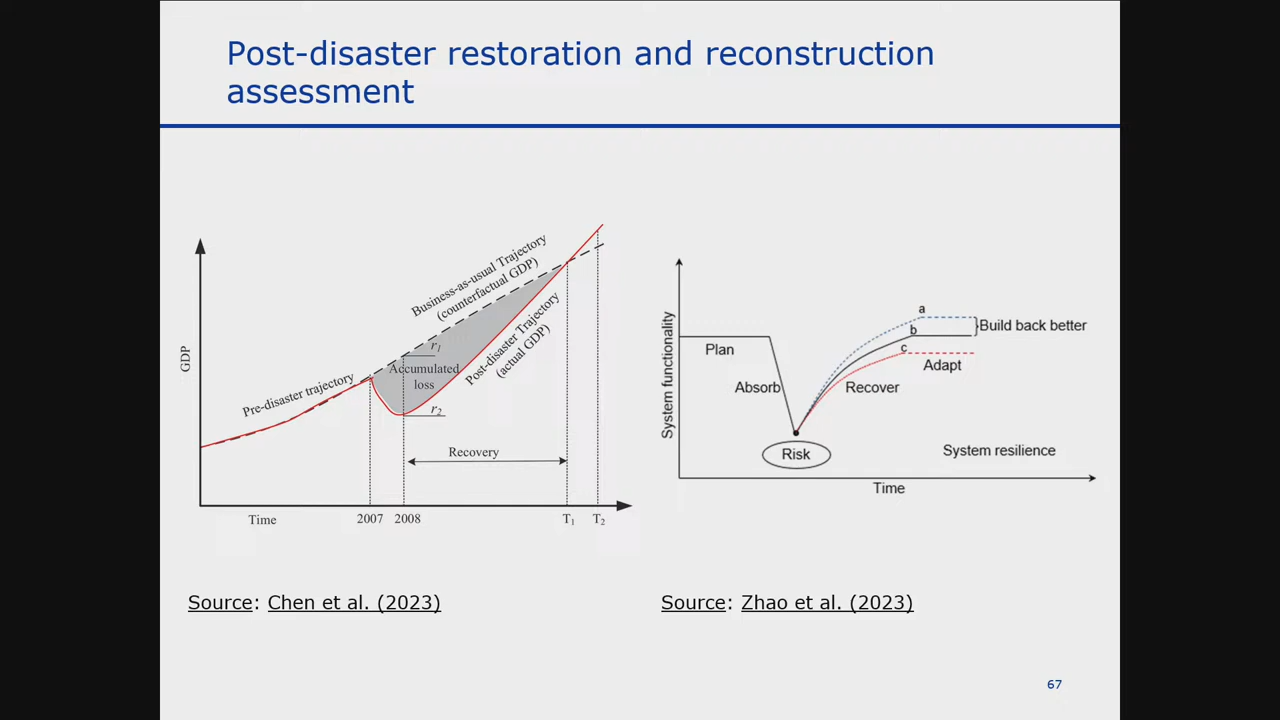 Post-disaster restoration and reconstruction
assessment
GDP
Pre-disaster trajectory
Business-as-usual Trajectory
(counterfactual GDP)
r1
Accumulated
loss
r2
Post-disaster Trajectory
(actual GDP)
Recovery
Time
2007
2008
T1
T2
Source: Chen et al. (2023)
System functionality
Plan
Absorb
Risk
Recover
a
b
c
Build back better
Adapt
System resilience
Time
Source: Zhao et al. (2023)
67